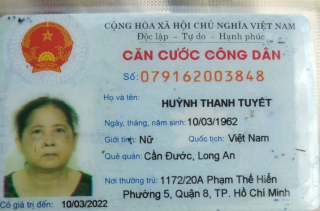 CỘNG HÒA XÃ HỘI CHỦ NGHĨA VIỆT NAM
Độc lập - Tự do - Hạnh phúc
CĂN CƯỚC CÔNG DÂN
Số: 079162003848
Họ và tên:
HUỲNH THANH TUYẾT
Ngày, tháng, năm sinh: 10/03/1962
Giới tính: Nữ Quốc tịch: Việt Nam
Quê quán: Cần Đước, Long An
Nơi thường trú: 1172/20A Phạm Thế Hiển
Phường 5, Quận 8, TP. Hồ Chí Minh
Có giá trị đến: 10/03/2022